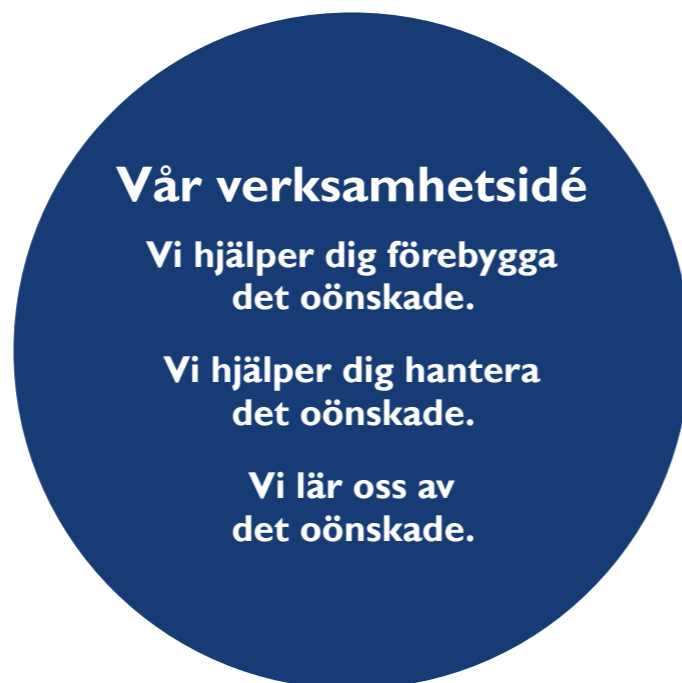 Vår verksamhetsidé
Vi hjälper dig förebygga
det oönskade.
Vi hjälper dig hantera
det oönskade.
Vi lär oss av
det oönskade.